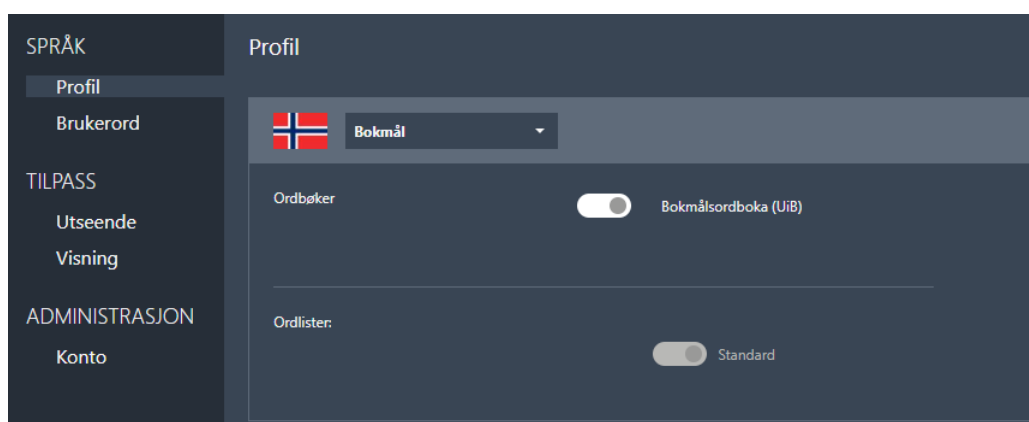 SPRÅK
Profil
Brukerord
TILPASS
Utseende
Visning
ADMINISTRASJON
Konto
Profil
Bokmål
Ordbøker
Bokmålsordboka (UiB)
Ordlister:
Standard